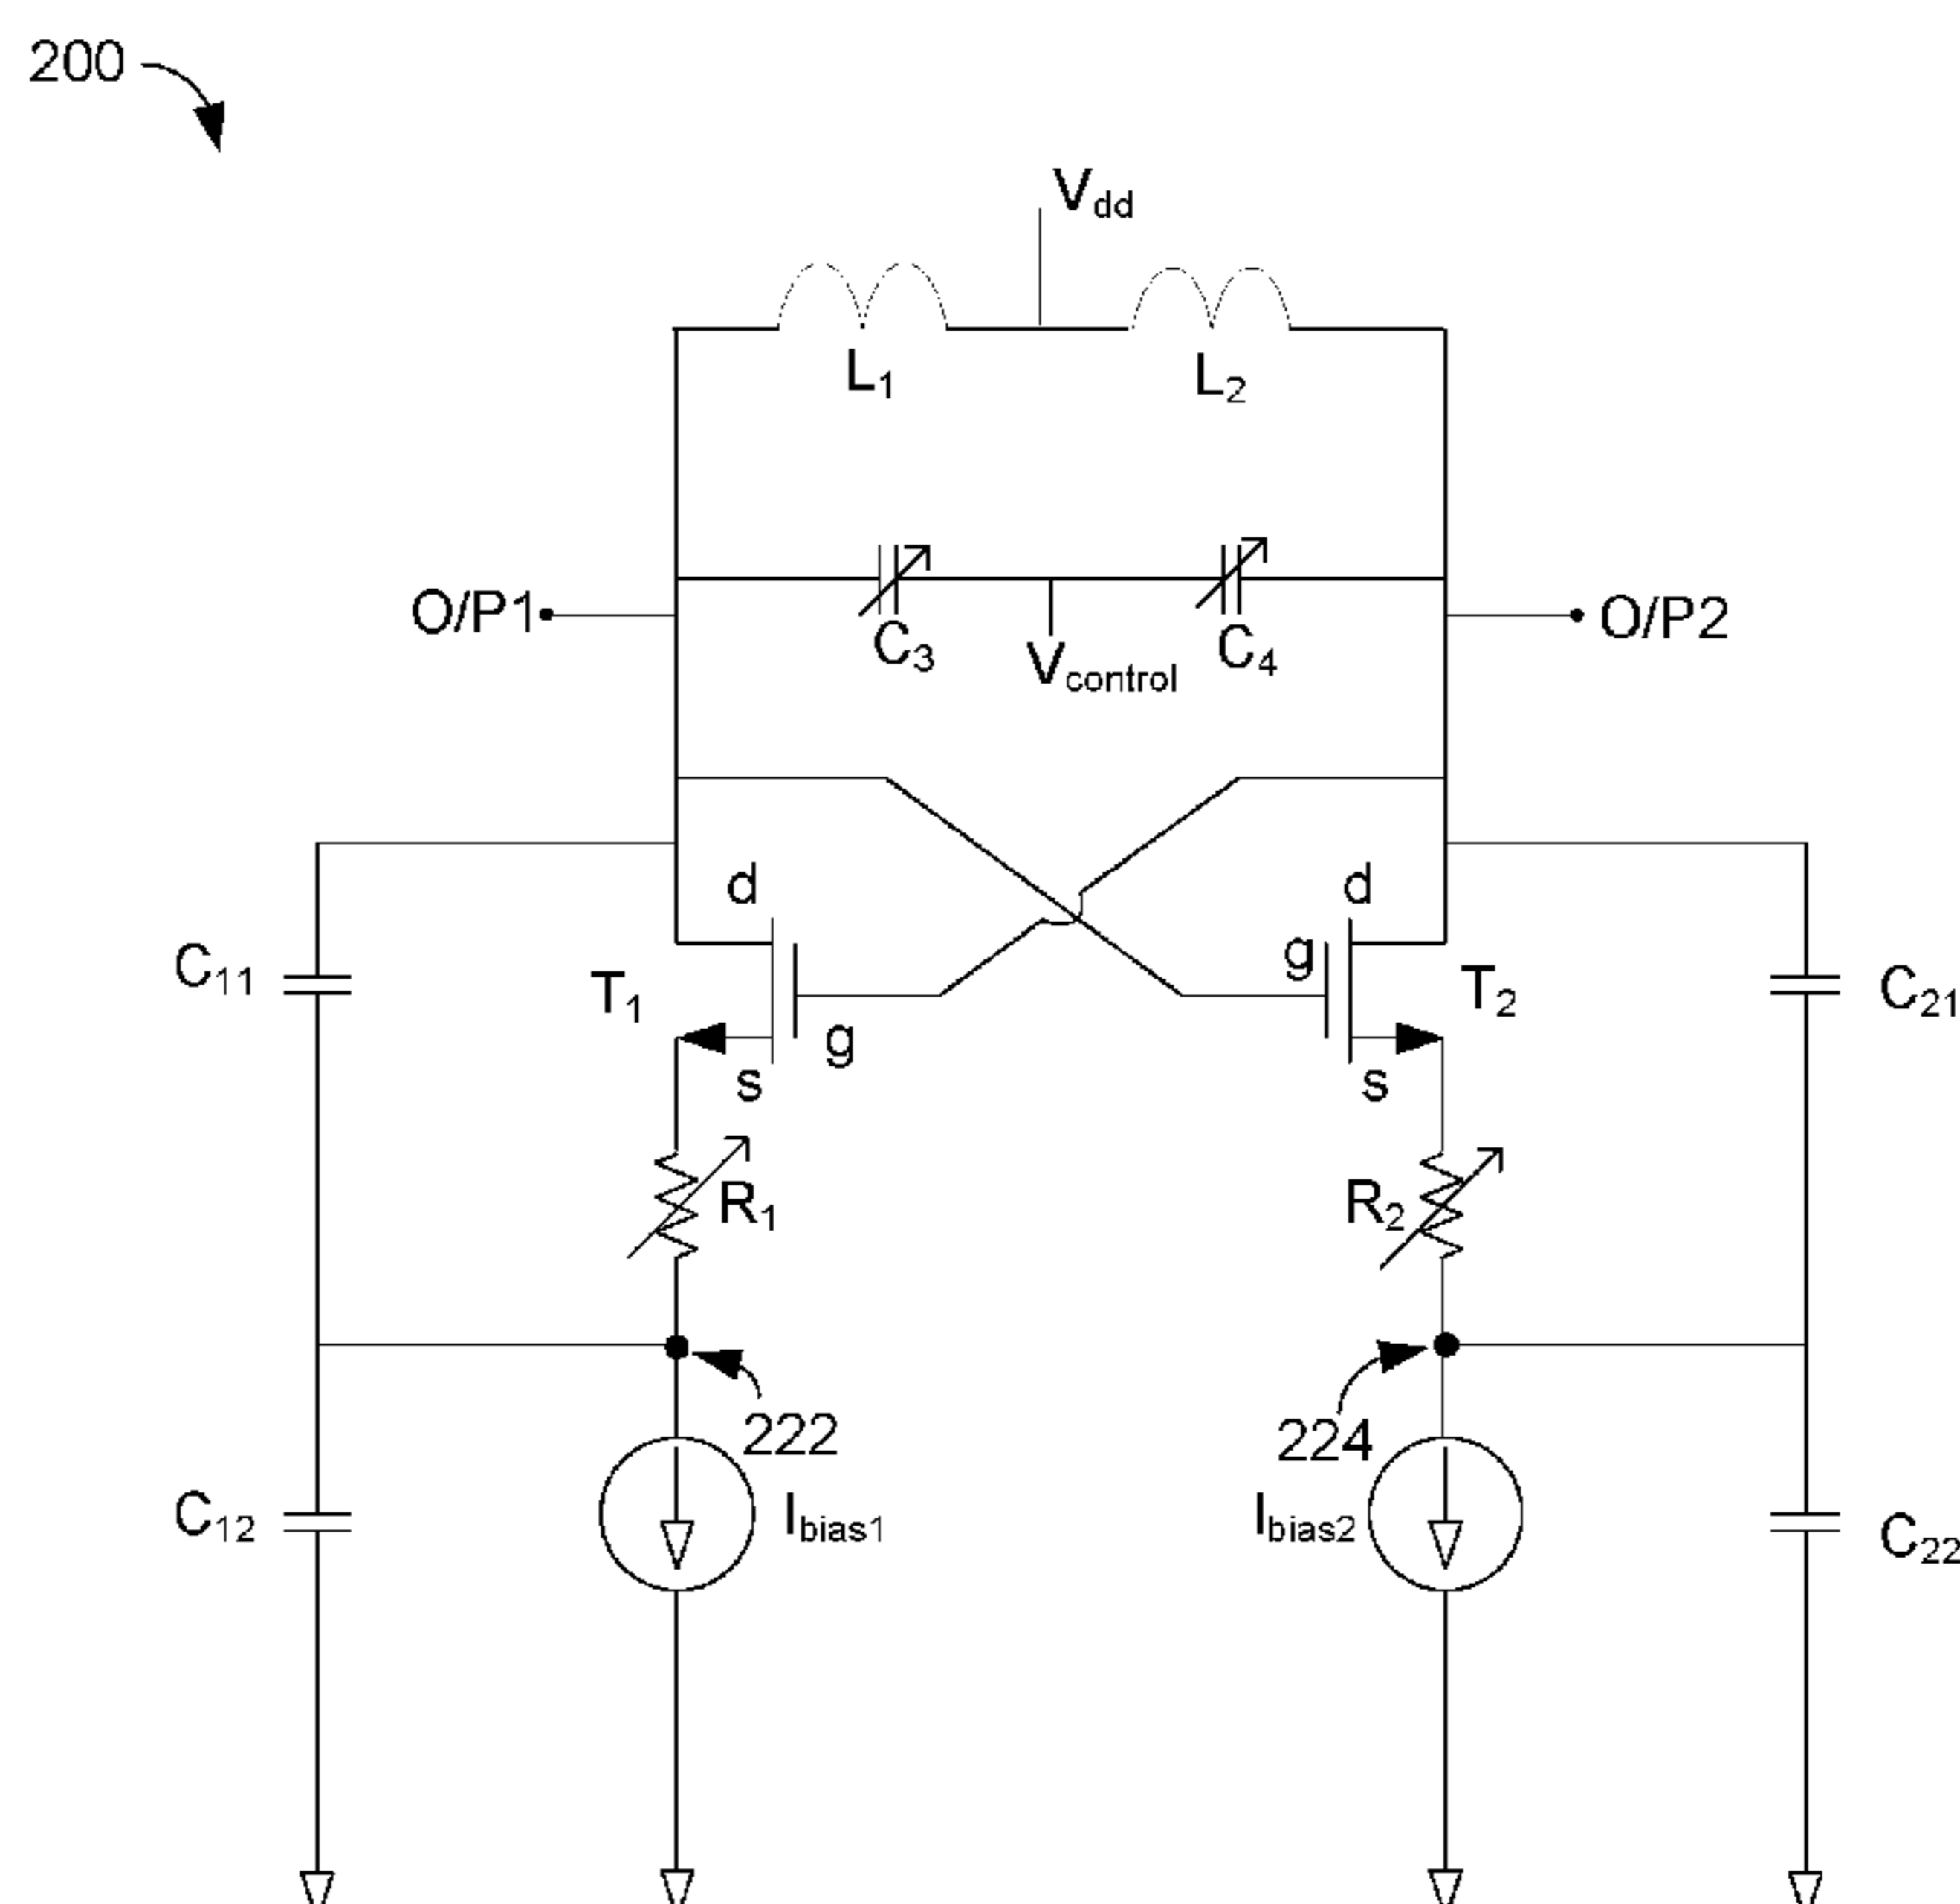 200
Vdd
L1
L2
O/P1
C3
Vcontrol
C4
O/P2
d
d
C11
T1
g
g
T2
C21
s
s
R1
R2
222
224
C12
Ibias1
Ibias2
C22